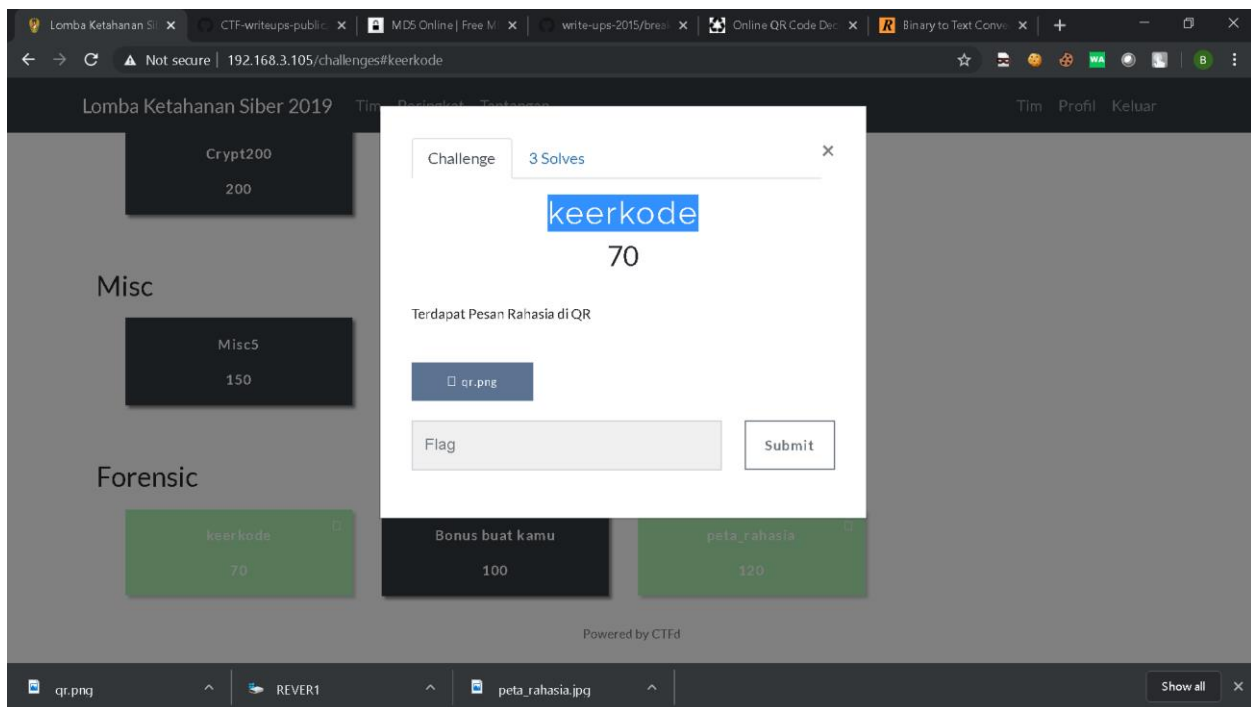 Lomba Ketahanan Si
CTF-writeups-public
MD5 Online | Free M
write-ups-2015/brea
Online QR Code Dec
Binary to Text Conve
Not secure | 192.168.3.105/challenges#keerkode
Lomba Ketahanan Siber 2019 Tim Peringkat Tantangan Tim Profil Keluar
Crypt200
200
Challenge 3 Solves ×
keerkode
70
Misc
Terdapat Pesan Rahasia di QR
Misc5
150
qr.png
Flag Submit
Forensic
keerkode Bonus buat kamu peta_rahasia
70 100 120
Powered by CTFd
qr.png REVER1 peta_rahasia.jpg Show all